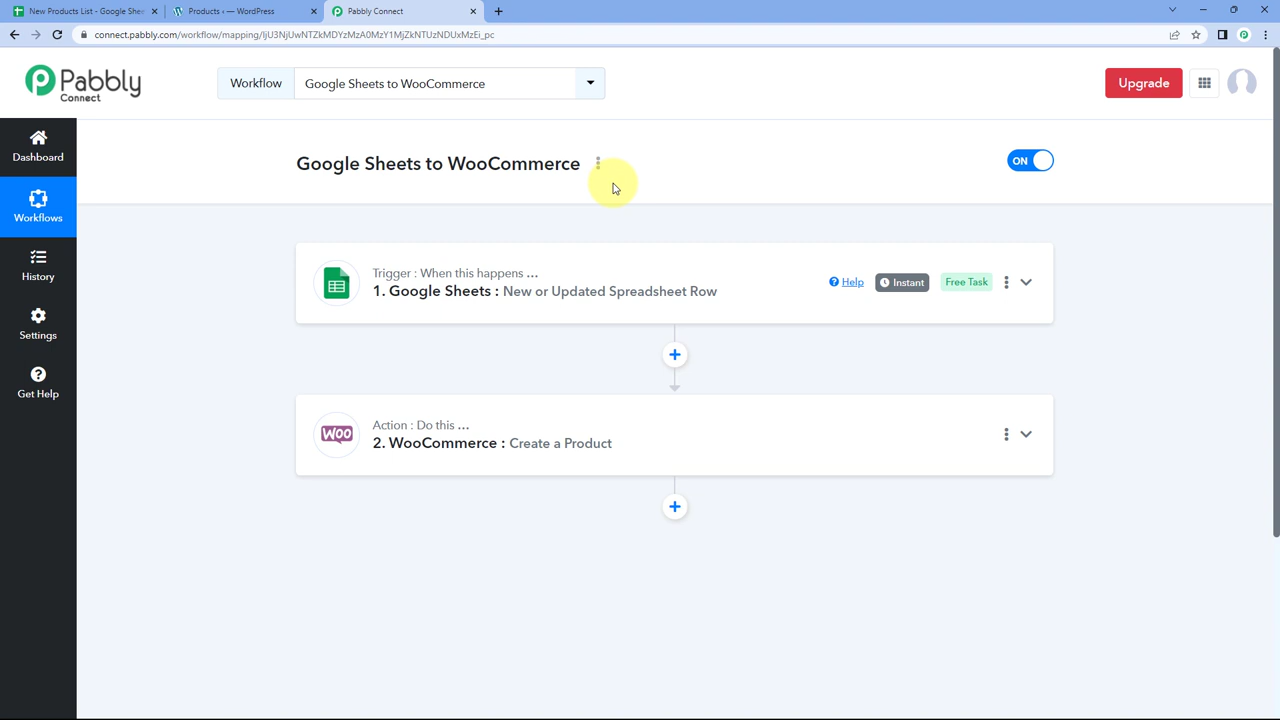 New Products List - Google Shee
Products ‹ — WordPress
Pabbly Connect
connect.pabbly.com/workflow/mapping/IjU3NjUwNTZkMDYzMzA0MzY1MjZkNTUzNDUxMzEi_pc
Pabbly
Connect
Workflow
Google Sheets to WooCommerce
Upgrade
Dashboard
Workflows
History
Settings
Get Help
Google Sheets to WooCommerce
ON
Trigger : When this happens ...
1. Google Sheets : New or Updated Spreadsheet Row
Help
Instant
Free Task
Action : Do this ...
WOO
2. WooCommerce : Create a Product